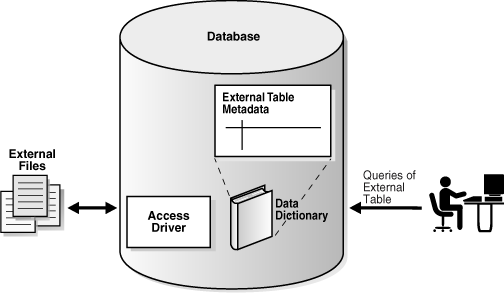 Database
External Table
Metadata
External
Files
Access
Driver
Data
Dictionary
Queries of
External
Table